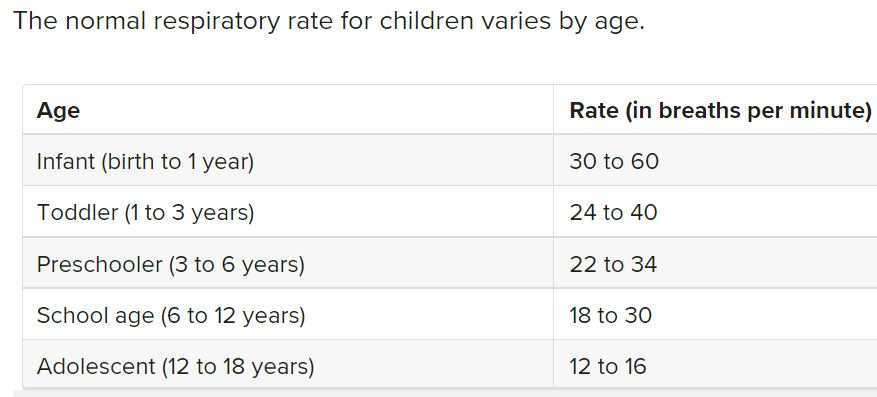 The normal respiratory rate for children varies by age.
Age Rate (in breaths per minute)
Infant (birth to 1 year) 30 to 60
Toddler (1 to 3 years) 24 to 40
Preschooler (3 to 6 years) 22 to 34
School age (6 to 12 years) 18 to 30
Adolescent (12 to 18 years) 12 to 16